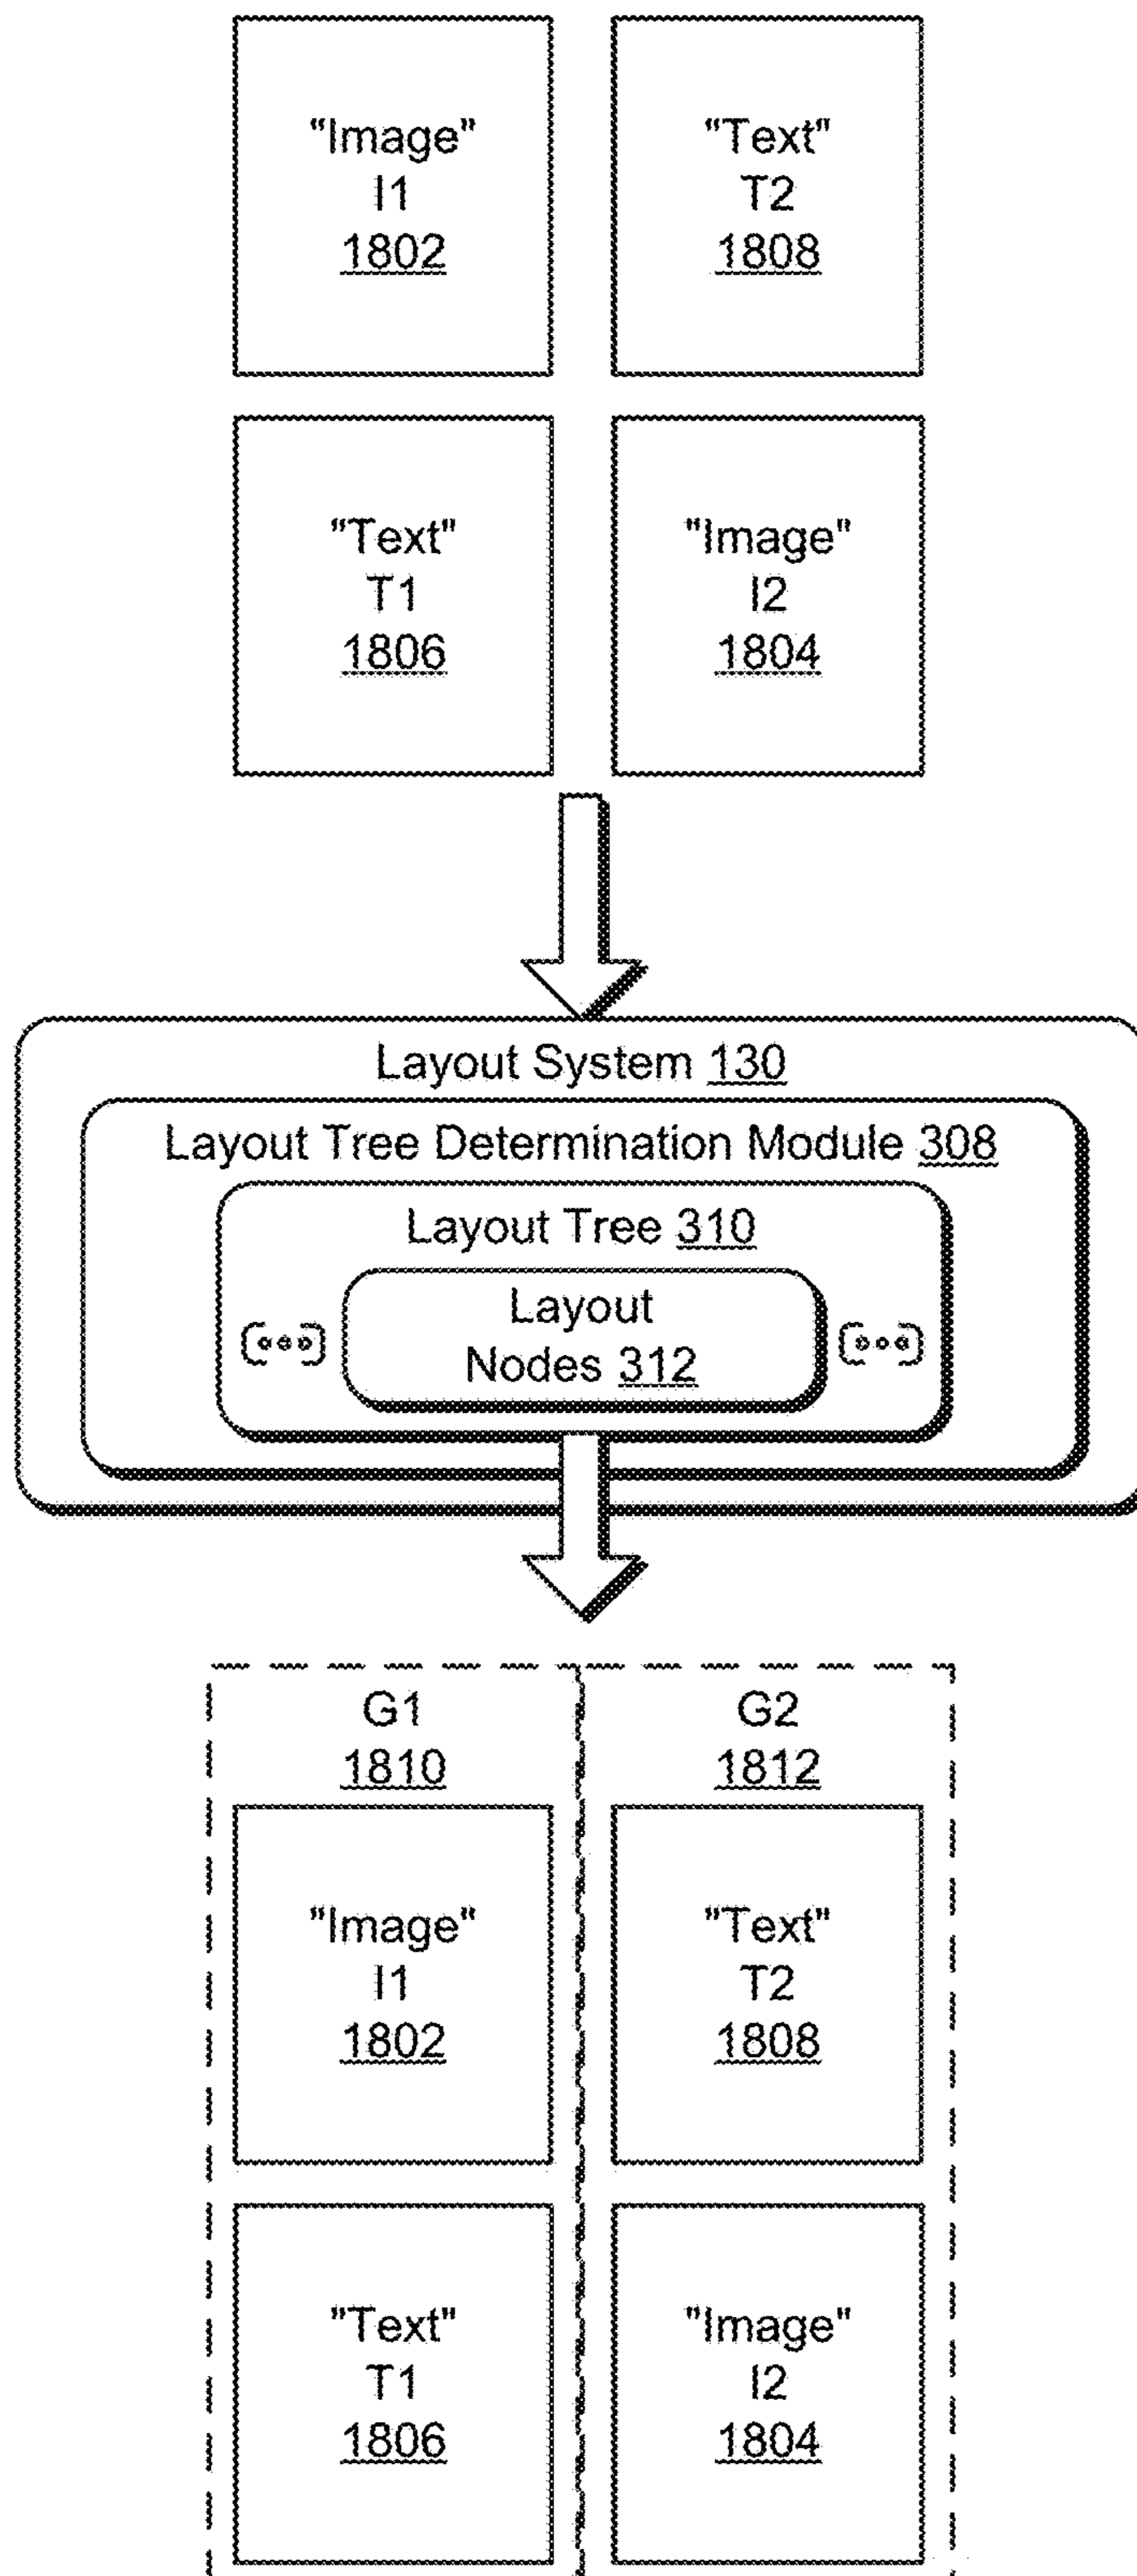 "Image"
I1
1802
"Text"
T2
1808
"Text"
T1
1806
"Image"
I2
1804
Layout System 130
Layout Tree Determination Module 308
Layout Tree 310
Layout
Nodes 312
G1
1810
"Image"
I1
1802
"Text"
T1
1806
G2
1812
"Text"
T2
1808
"Image"
I2
1804